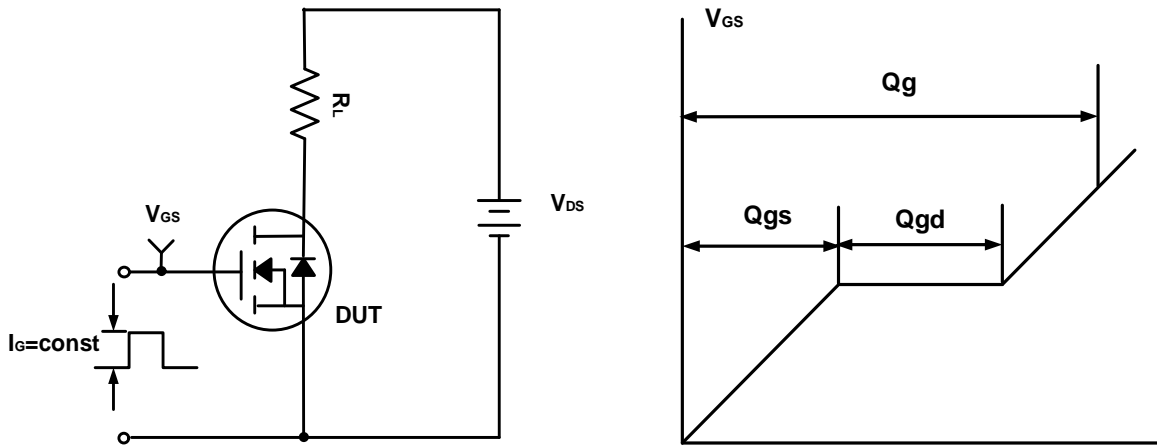 RL
VGS
VDS
DUT
IG=const
VGS
Qg
Qgs
Qgd